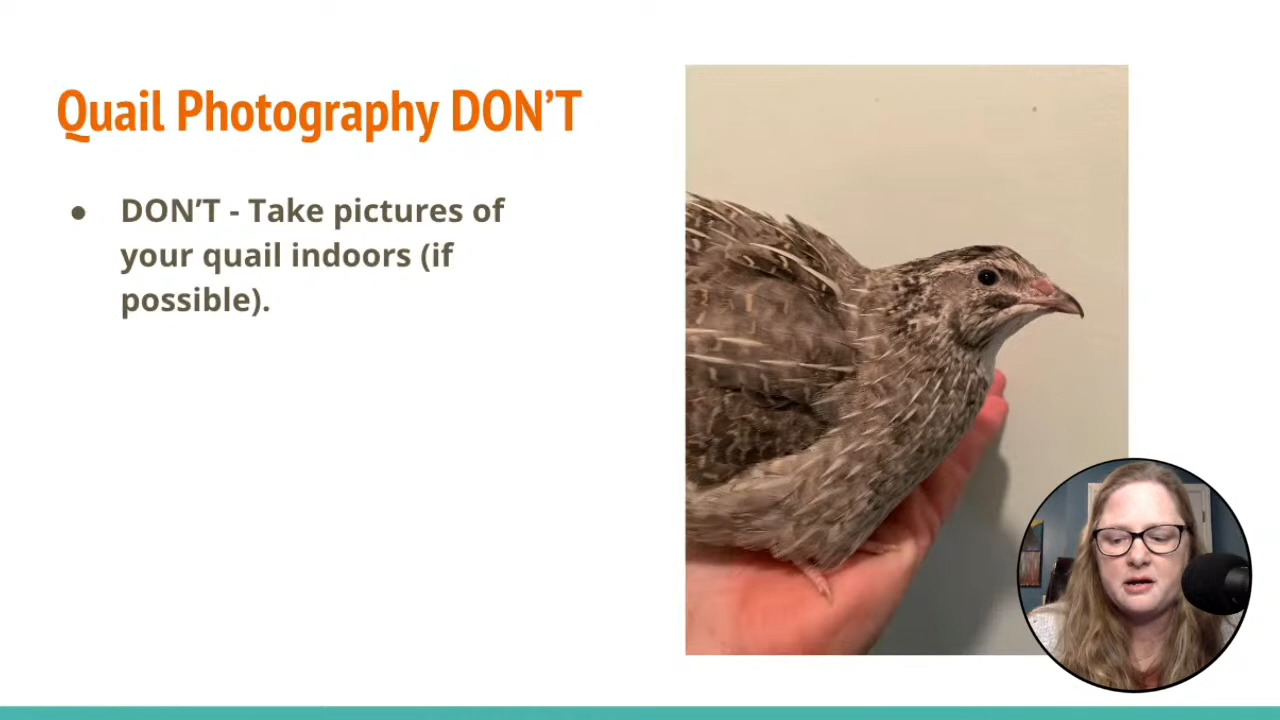 Quail Photography DON'T
● DON'T - Take pictures of
your quail indoors (if
possible).